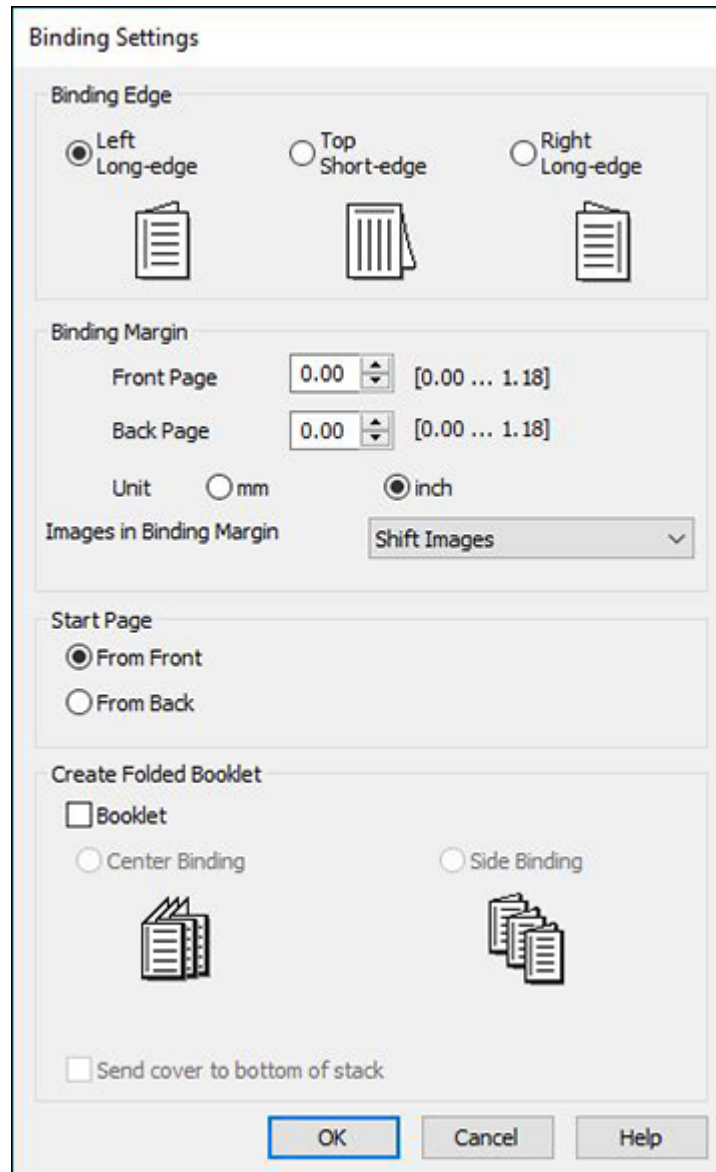 Binding Settings
Binding Edge
Left
Long-edge
Top
Short-edge
Right
Long-edge
Binding Margin
Front Page 0.00 [0.00 ... 1.18]
Back Page 0.00 [0.00 ... 1.18]
Unit mm inch
Images in Binding Margin Shift Images
Start Page
From Front
From Back
Create Folded Booklet
Booklet
Center Binding Side Binding
Send cover to bottom of stack
OK Cancel Help